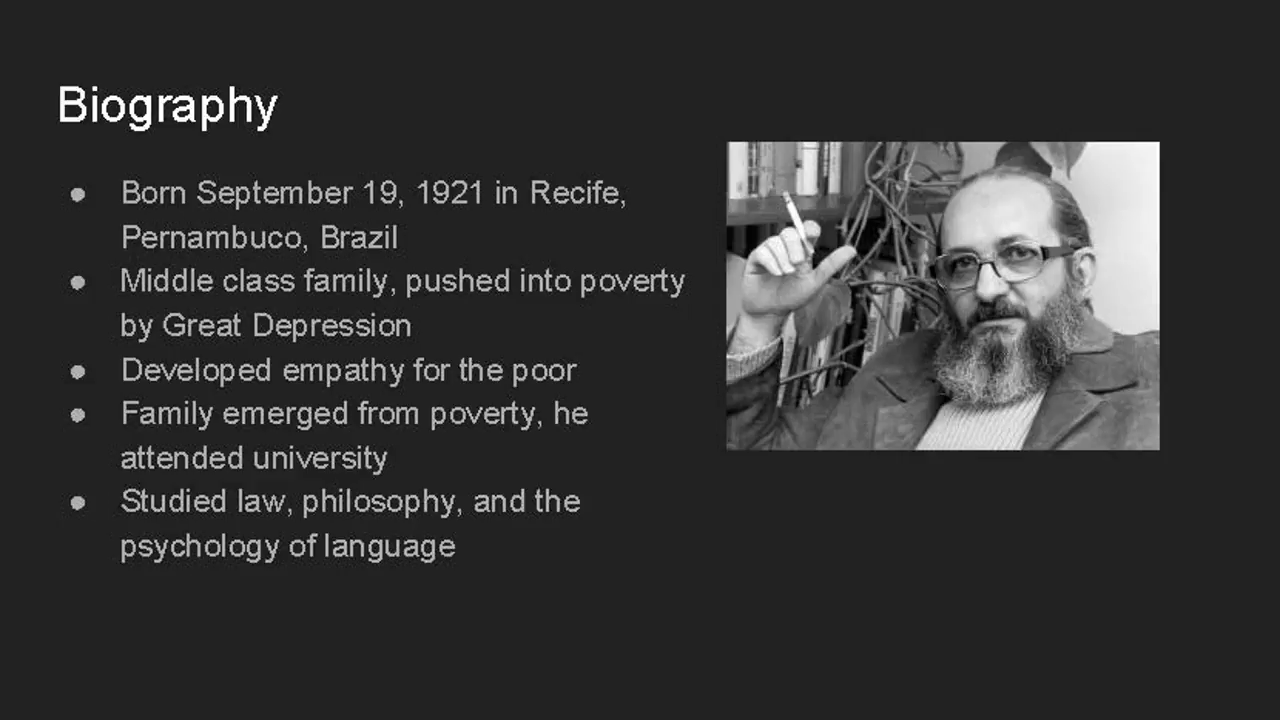 Biography
● Born September 19, 1921 in Recife,
Pernambuco, Brazil
● Middle class family, pushed into poverty
by Great Depression
● Developed empathy for the poor
● Family emerged from poverty, he
attended university
● Studied law, philosophy, and the
psychology of language